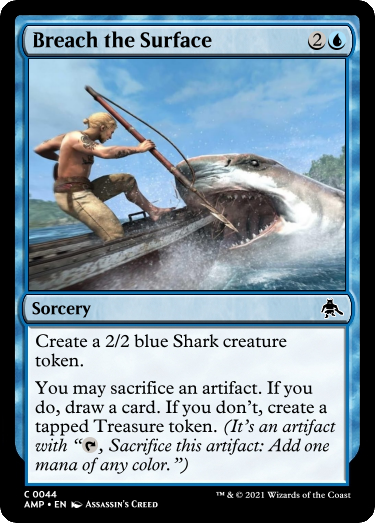 Breach the Surface 2
Sorcery
Create a 2/2 blue Shark creature
token.
You may sacrifice an artifact. If you
do, draw a card. If you don't, create a
tapped Treasure token. (It's an artifact
with “, Sacrifice this artifact: Add one
mana of any color.”)
C 0044
AMP • EN Assassin's Creed
™ & © 2021 Wizards of the Coast